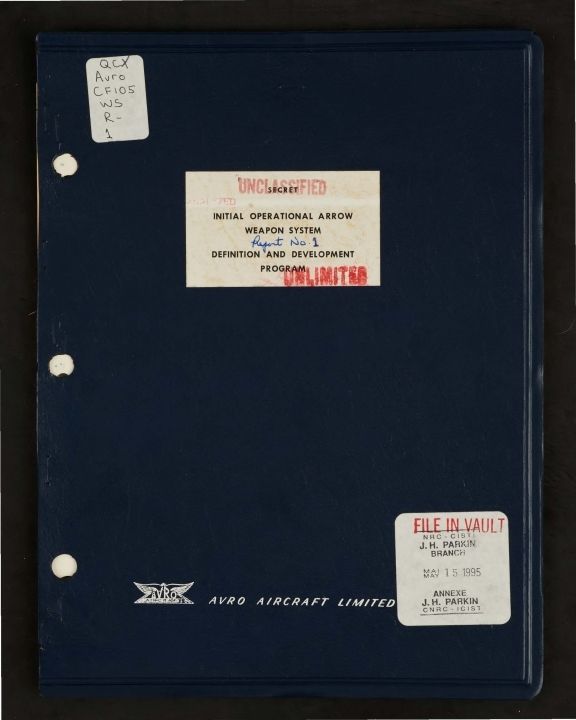 QCX
Avro
CF105
WS
R-
1
UNCLASSIFIED
SECRET
INITIAL OPERATIONAL ARROW
WEAPON SYSTEM
Report No. 1
DEFINITION AND DEVELOPMENT
PROGRAM
UNLIMITED
FILE IN VAULT
NRC - CISTI
J. H. PARKIN
BRANCH
MAI
MAY 15 1995
ANNEXE
J. H. PARKIN
CNRC - ICIST
AVRO
AVRO AIRCRAFT LIMITED